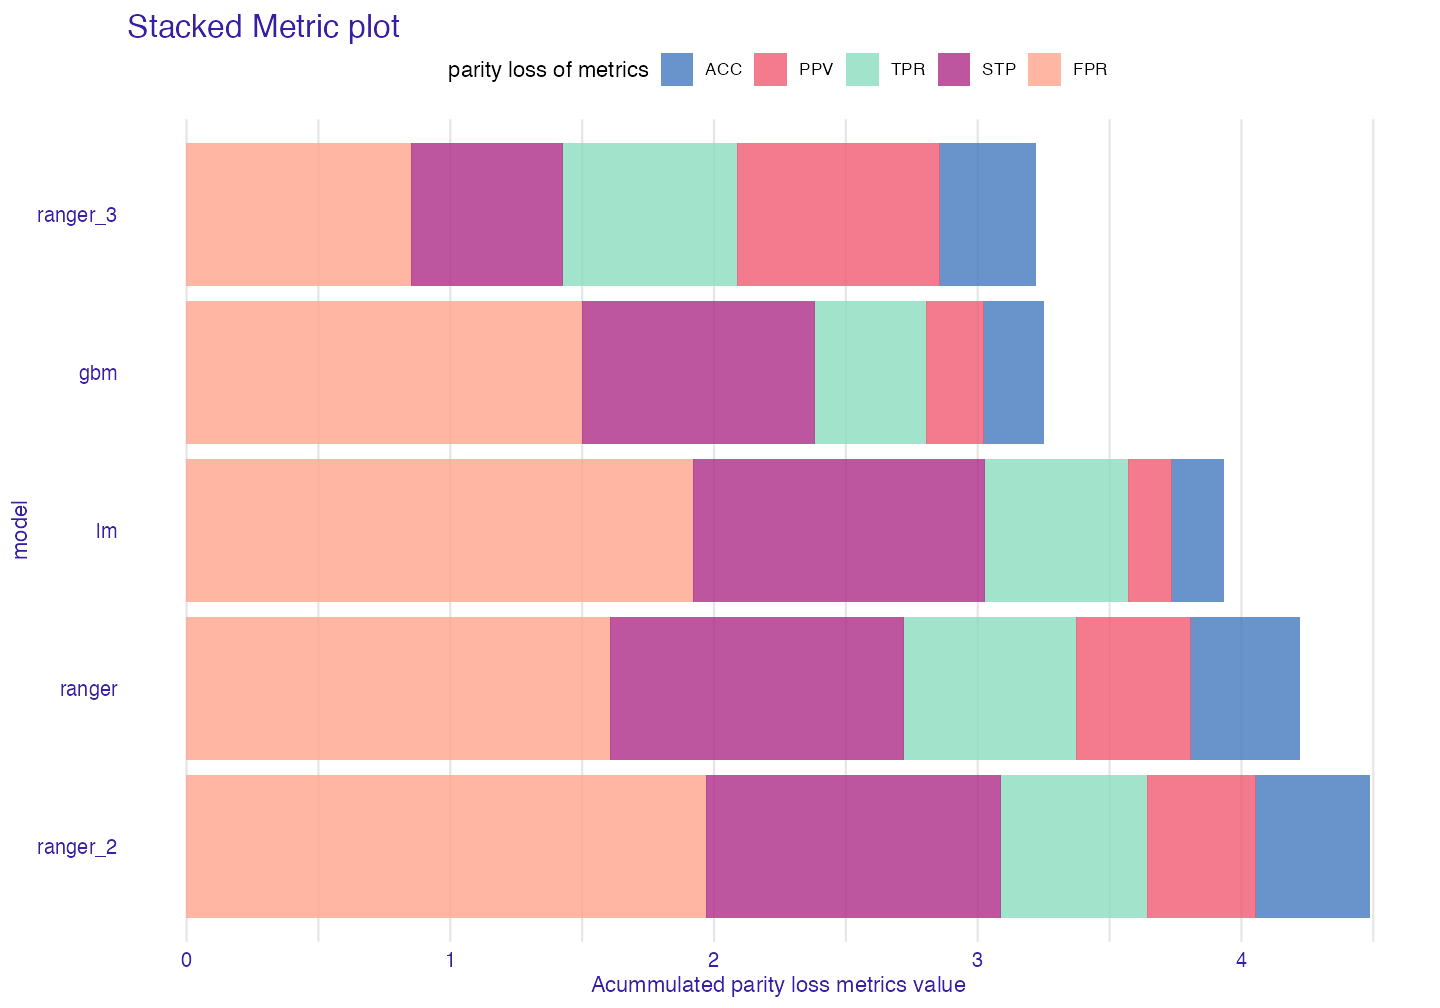 Stacked Metric plot
parity loss of metrics ACC PPV TPR STP FPR
ranger_3
gbm
lm
ranger
ranger_2
model
0 1 2 3 4
Acummulated parity loss metrics value